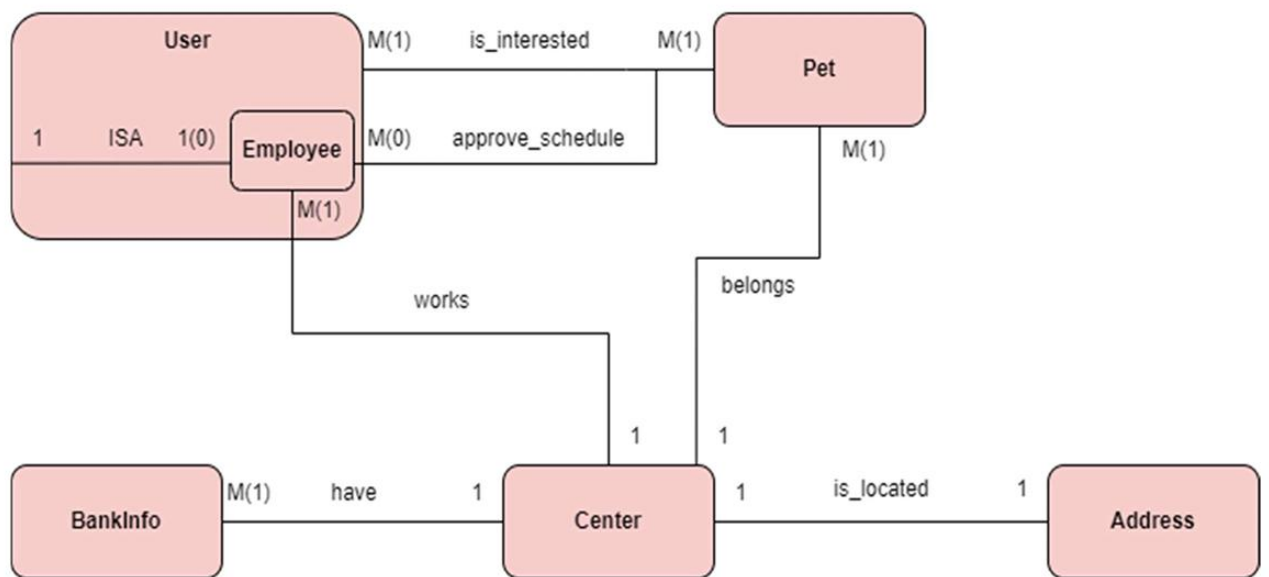 User
M(1) is_interested M(1)
Pet
1 ISA 1(0) Employee M(0) approve_schedule
M(1)
M(1)
belongs
works
1 1
M(1) have 1 1 is_located 1
BankInfo Center Address